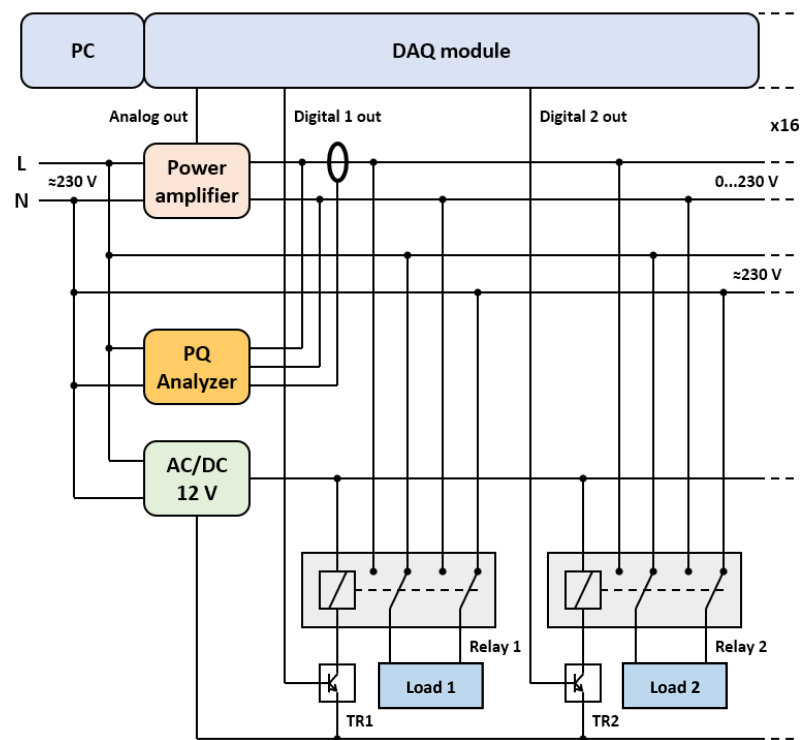 PC
DAQ module
Analog out
Digital 1 out
Digital 2 out
x16
L
≈230 V
N
Power
amplifier
0...230 V
≈230 V
PQ
Analyzer
AC/DC
12 V
Relay 1
Relay 2
Load 1
Load 2
TR1
TR2